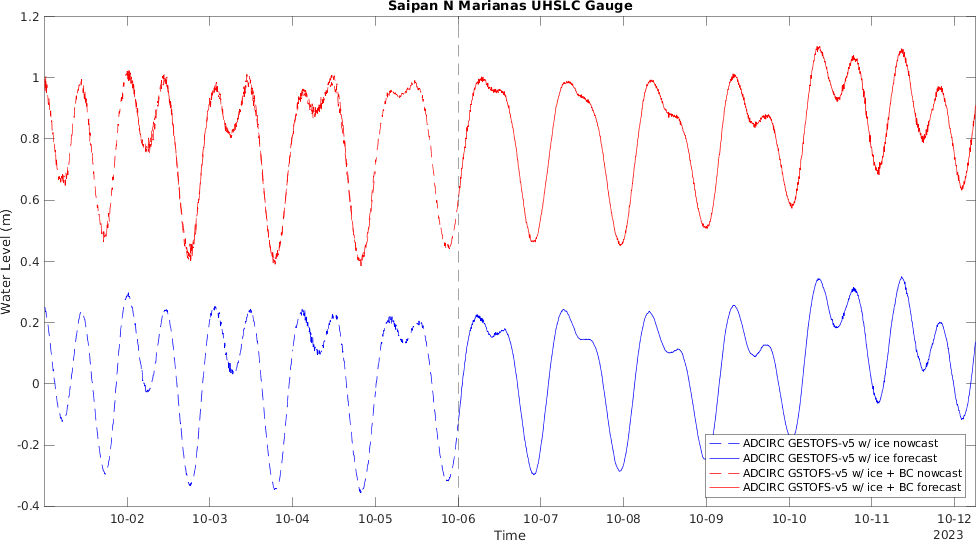 Saipan N Marianas UHSLC Gauge
1.2
1
0.8
0.6
0.4
0.2
0
-0.2
-0.4
Water Level (m)
ADCIRC GESTOFS-v5 w/ ice nowcast
ADCIRC GESTOFS-v5 w/ ice forecast
ADCIRC GSTOFS-v5 w/ ice + BC nowcast
ADCIRC GSTOFS-v5 w/ ice + BC forecast
10-02 10-03 10-04 10-05 10-06 10-07 10-08 10-09 10-10 10-11 10-12
Time
2023